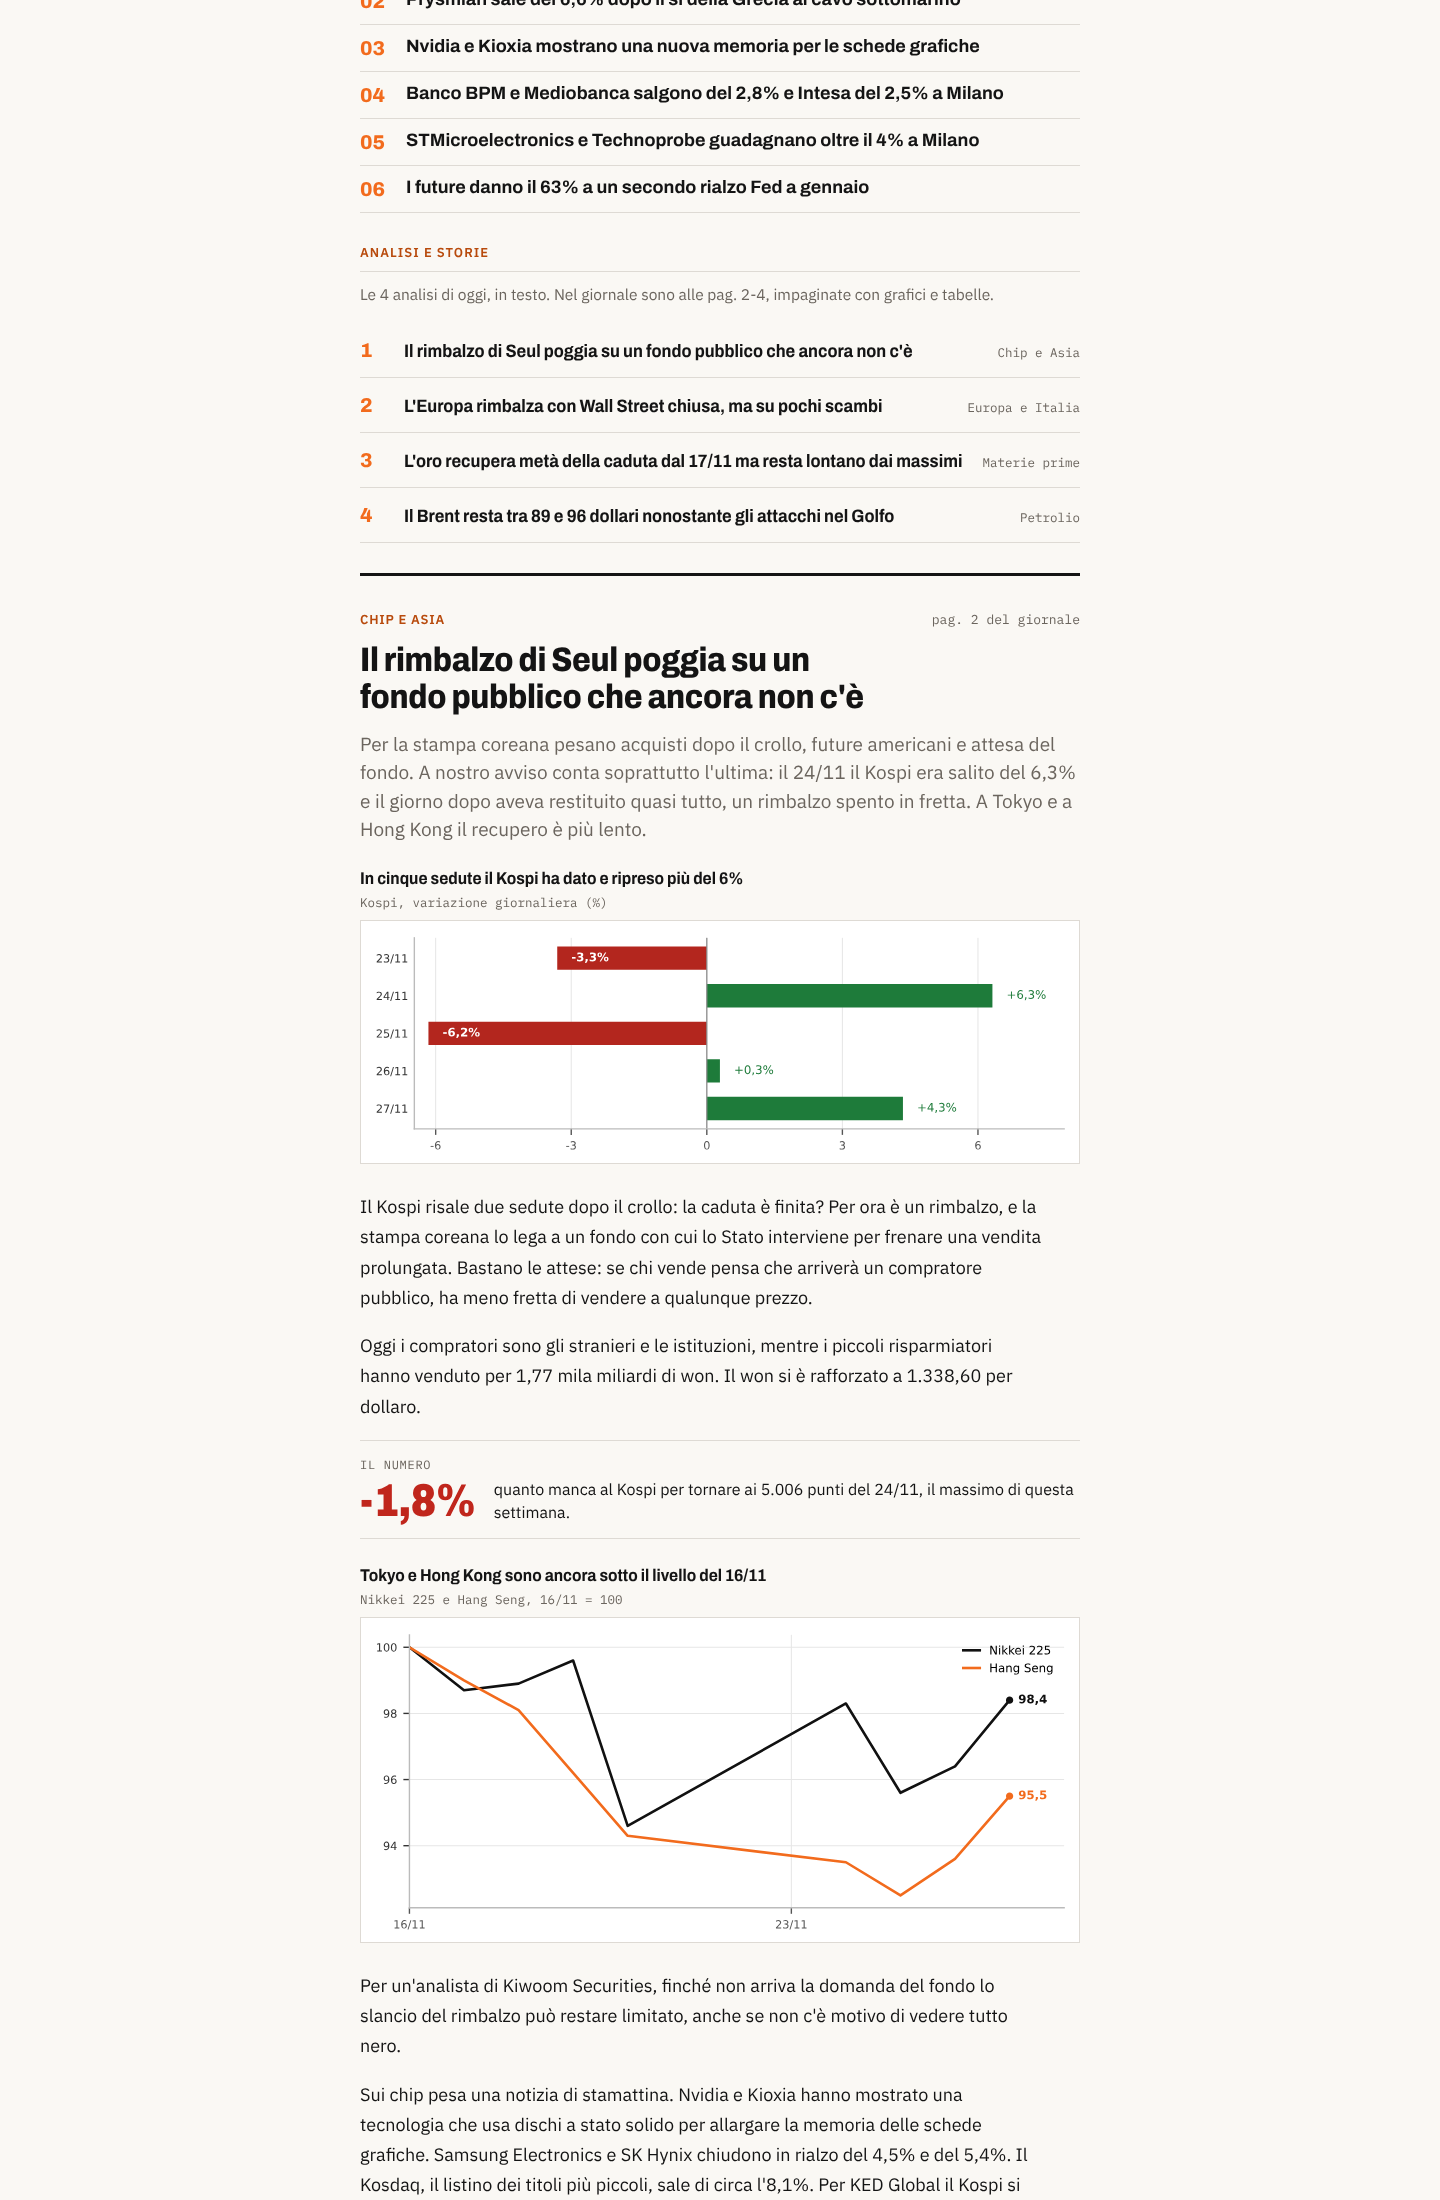 02 Prysmian sale del 6,6% dopo il sì della Grecia al cavo sottomarino
03 Nvidia e Kioxia mostrano una nuova memoria per le schede grafiche
04 Banco BPM e Mediobanca salgono del 2,8% e Intesa del 2,5% a Milano
05 STMicroelectronics e Technoprobe guadagnano oltre il 4% a Milano
06 I future danno il 63% a un secondo rialzo Fed a gennaio
ANALISI E STORIE
Le 4 analisi di oggi, in testo. Nel giornale sono alle pag. 2-4, impaginate con grafici e tabelle.
1 Il rimbalzo di Seul poggia su un fondo pubblico che ancora non c'è Chip e Asia
2 L'Europa rimbalza con Wall Street chiusa, ma su pochi scambi Europa e Italia
3 L'oro recupera metà della caduta dal 17/11 ma resta lontano dai massimi Materie prime
4 Il Brent resta tra 89 e 96 dollari nonostante gli attacchi nel Golfo Petrolio
CHIP E ASIA pag. 2 del giornale
Il rimbalzo di Seul poggia su un
fondo pubblico che ancora non c'è
Per la stampa coreana pesano acquisti dopo il crollo, future americani e attesa del
fondo. A nostro avviso conta soprattutto l'ultima: il 24/11 il Kospi era salito del 6,3%
e il giorno dopo aveva restituito quasi tutto, un rimbalzo spento in fretta. A Tokyo e a
Hong Kong il recupero è più lento.
In cinque sedute il Kospi ha dato e ripreso più del 6%
Kospi, variazione giornaliera (%)
23/11 -3,3%
24/11 +6,3%
25/11 -6,2%
26/11 +0,3%
27/11 +4,3%
-6 -3 0 3 6
Il Kospi risale due sedute dopo il crollo: la caduta è finita? Per ora è un rimbalzo, e la
stampa coreana lo lega a un fondo con cui lo Stato interviene per frenare una vendita
prolungata. Bastano le attese: se chi vende pensa che arriverà un compratore
pubblico, ha meno fretta di vendere a qualunque prezzo.
Oggi i compratori sono gli stranieri e le istituzioni, mentre i piccoli risparmiatori
hanno venduto per 1,77 mila miliardi di won. Il won si è rafforzato a 1.338,60 per
dollaro.
IL NUMERO
-1,8% quanto manca al Kospi per tornare ai 5.006 punti del 24/11, il massimo di questa
settimana.
Tokyo e Hong Kong sono ancora sotto il livello del 16/11
Nikkei 225 e Hang Seng, 16/11 = 100
100 Nikkei 225
Hang Seng
98,4
98
96
95,5
94
16/11 23/11
Per un'analista di Kiwoom Securities, finché non arriva la domanda del fondo lo
slancio del rimbalzo può restare limitato, anche se non c'è motivo di vedere tutto
nero.
Sui chip pesa una notizia di stamattina. Nvidia e Kioxia hanno mostrato una
tecnologia che usa dischi a stato solido per allargare la memoria delle schede
grafiche. Samsung Electronics e SK Hynix chiudono in rialzo del 4,5% e del 5,4%. Il
Kosdaq, il listino dei titoli più piccoli, sale di circa l'8,1%. Per KED Global il Kospi si